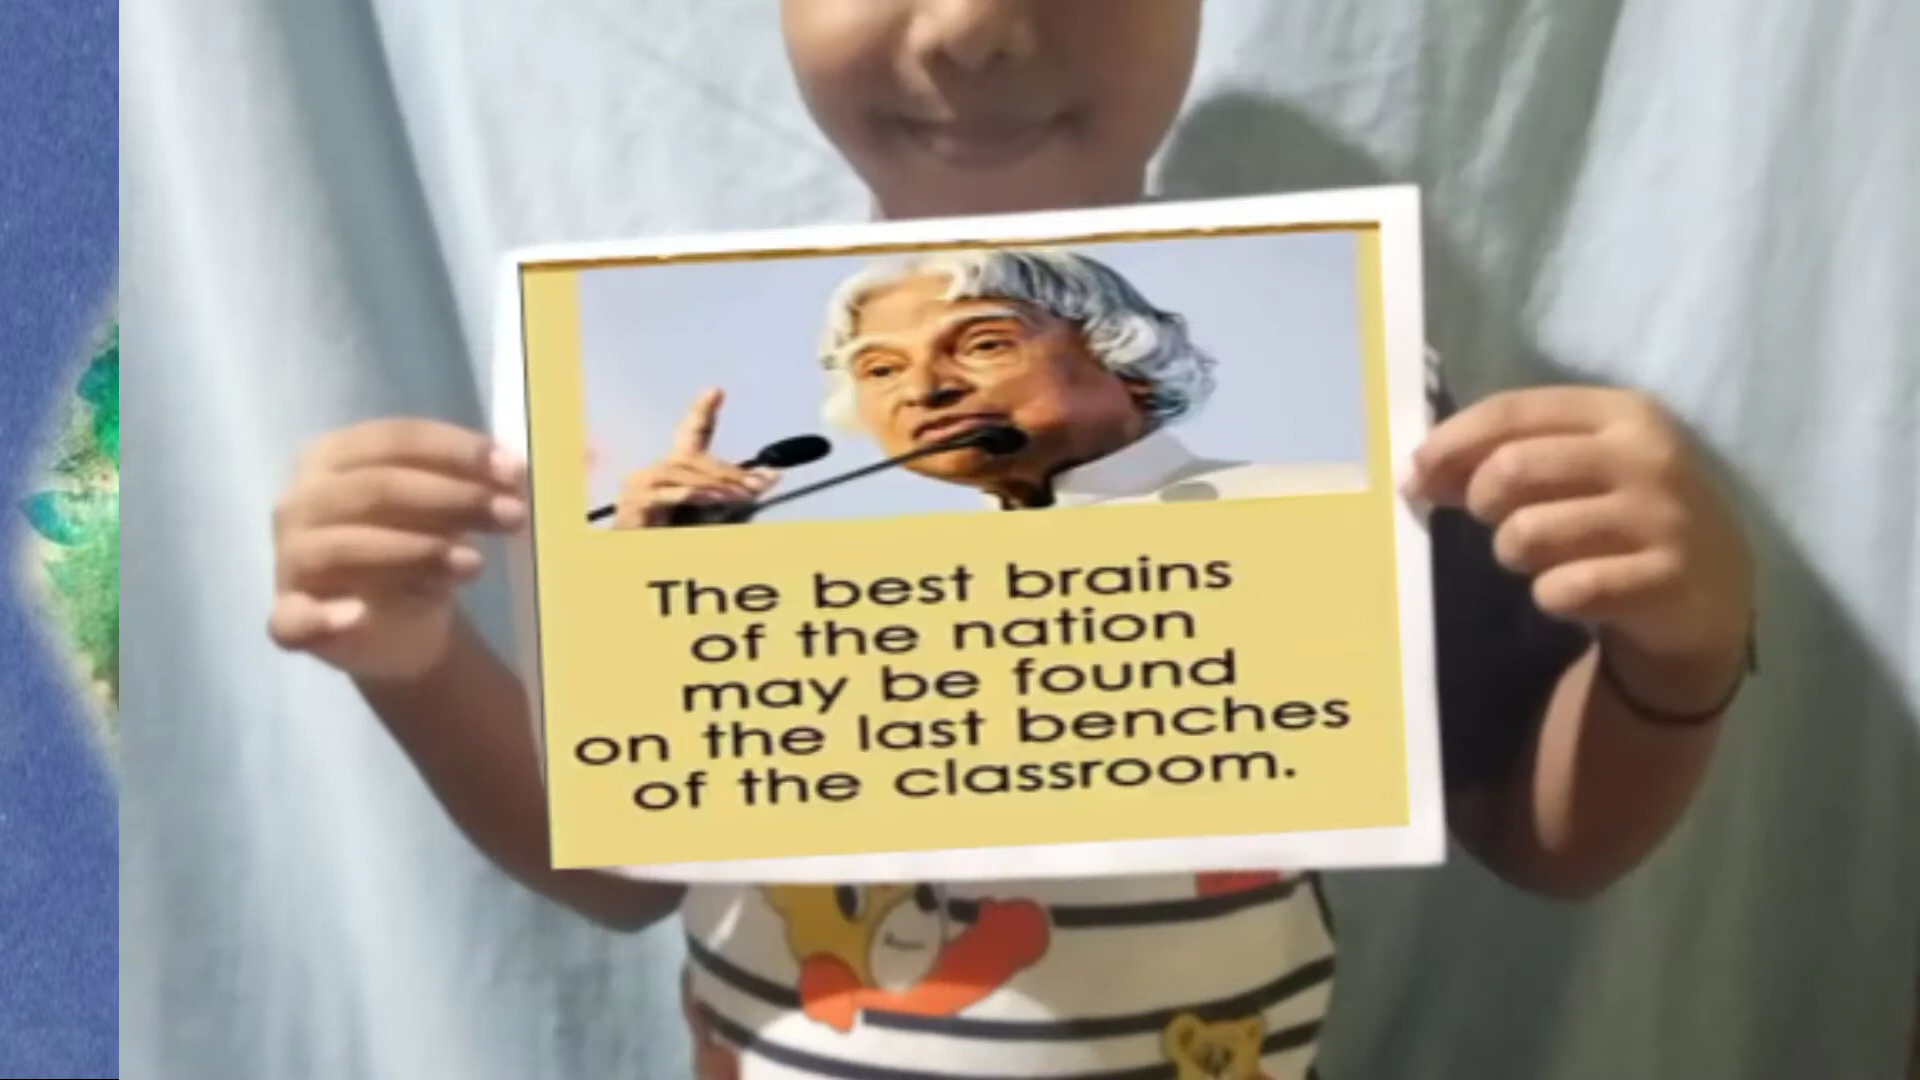 The best brains
of the nation
may be found
on the last benches
of the classroom.